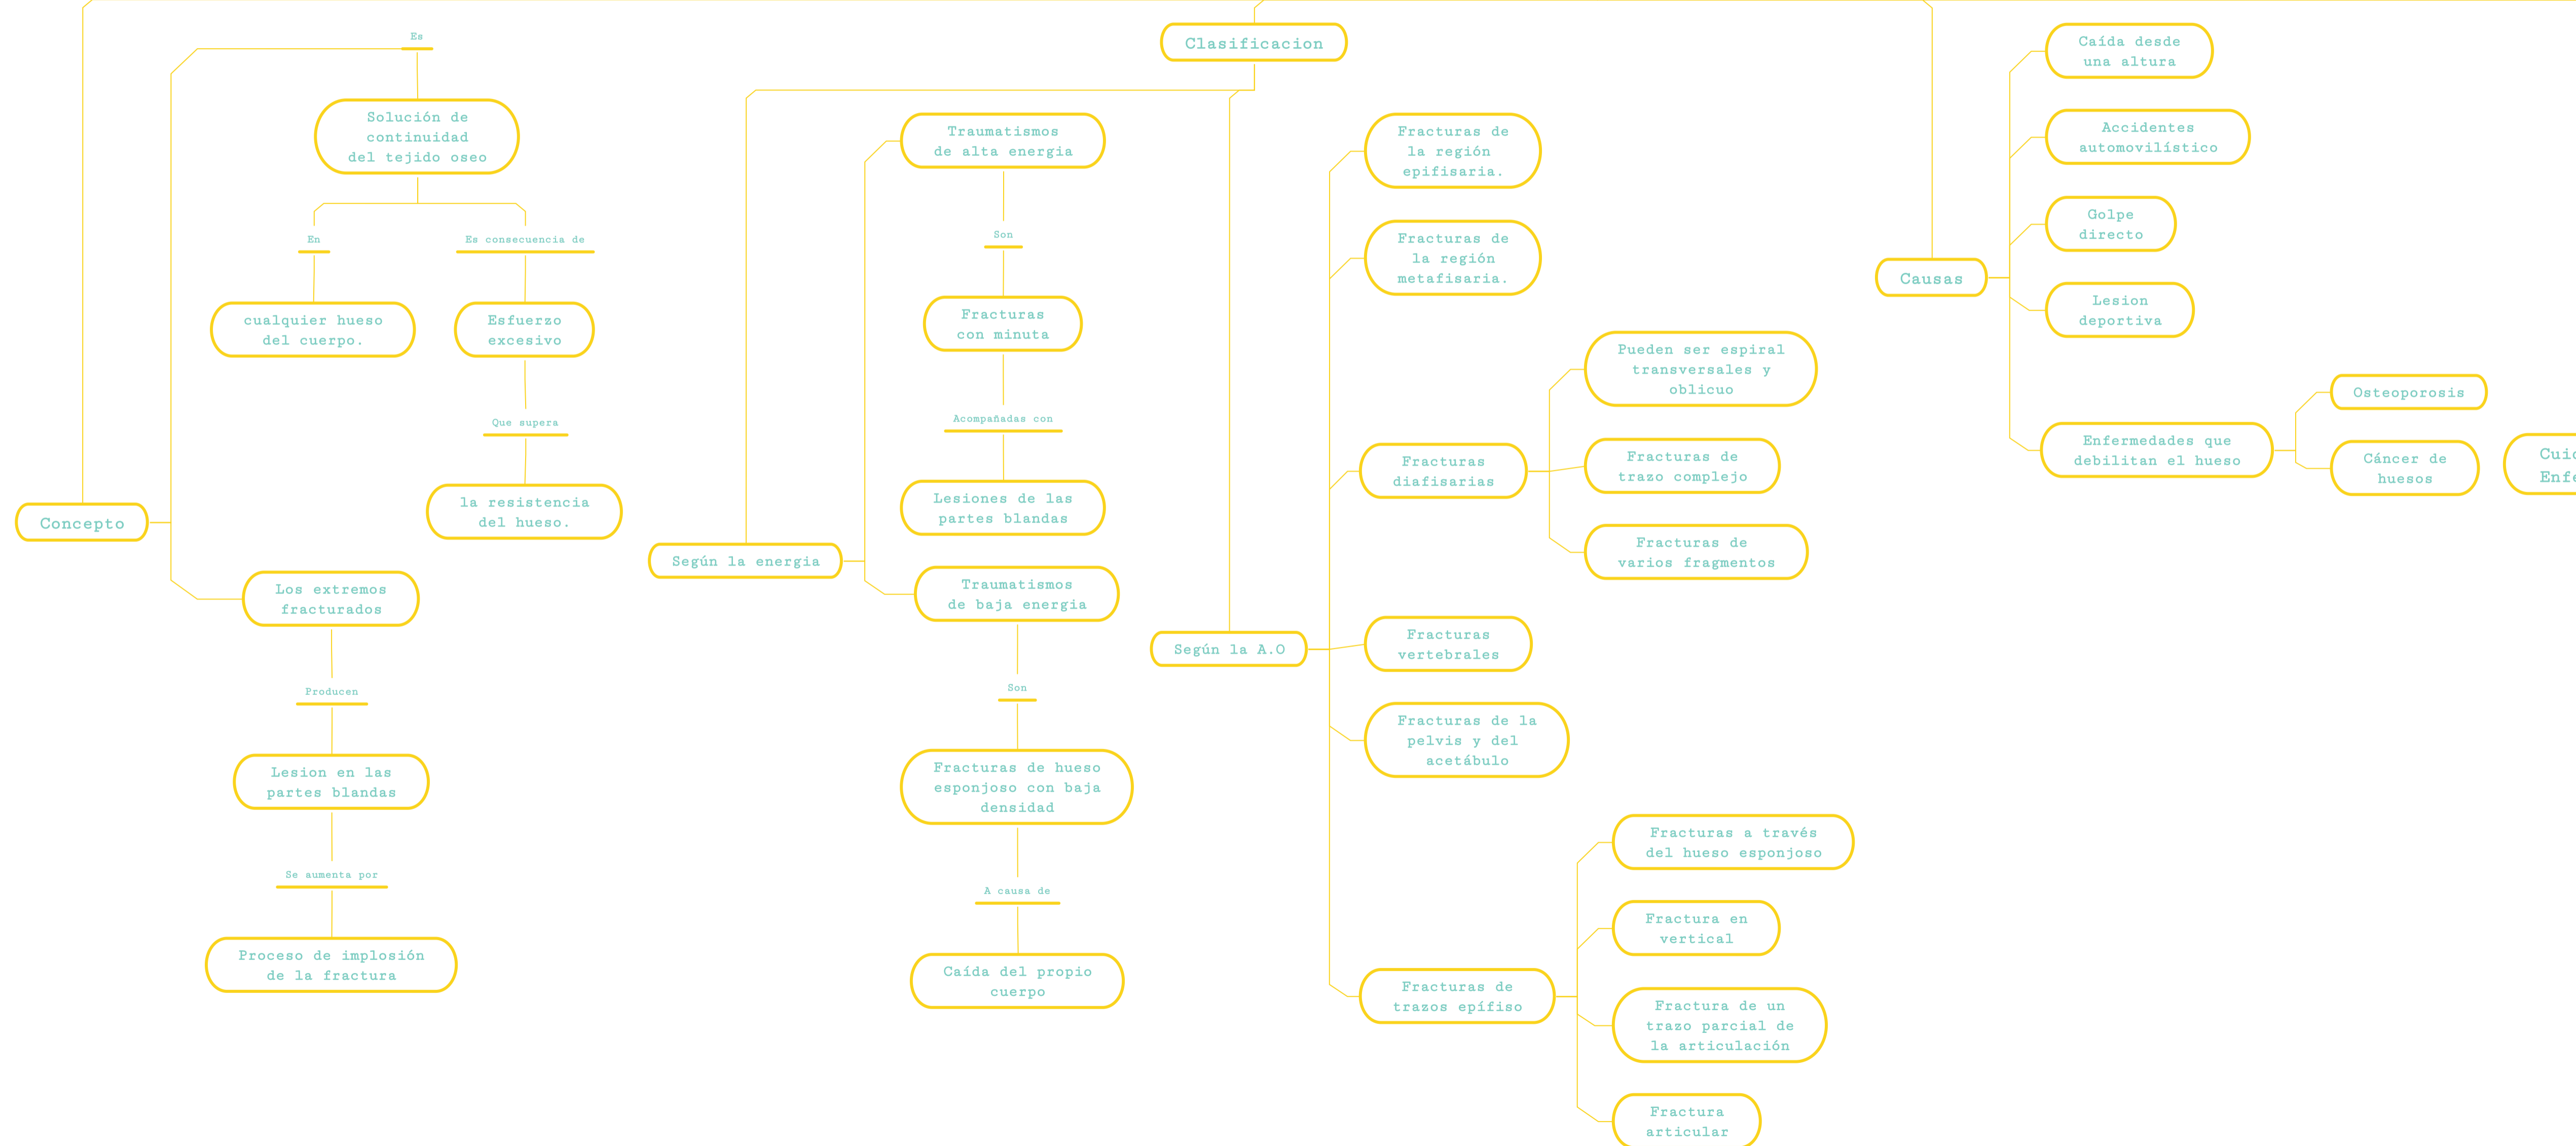 Concepto
Es
Solución de
continuidad
del tejido oseo
En
cualquier hueso
del cuerpo.
Es consecuencia de
Esfuerzo
excesivo
Que supera
la resistencia
del hueso.
Los extremos
fracturados
Producen
Lesion en las
partes blandas
Se aumenta por
Proceso de implosión
de la fractura
Clasificacion
Según la energia
Traumatismos
de alta energia
Son
Fracturas
con minuta
Acompañadas con
Lesiones de las
partes blandas
Traumatismos
de baja energia
Son
Fracturas de hueso
esponjoso con baja
densidad
A causa de
Caída del propio
cuerpo
Según la A.O
Fracturas de
la región
epifisaria.
Fracturas de
la región
metafisaria.
Fracturas
diafisarias
Pueden ser espiral
transversales y
oblicuo
Fracturas de
trazo complejo
Fracturas de
varios fragmentos
Fracturas
vertebrales
Fracturas de la
pelvis y del
acetábulo
Fracturas de
trazos epífiso
Fracturas a través
del hueso esponjoso
Fractura en
vertical
Fractura de un
trazo parcial de
la articulación
Fractura
articular
Causas
Caída desde
una altura
Accidentes
automovilístico
Golpe
directo
Lesion
deportiva
Enfermedades que
debilitan el hueso
Osteoporosis
Cáncer de
huesos